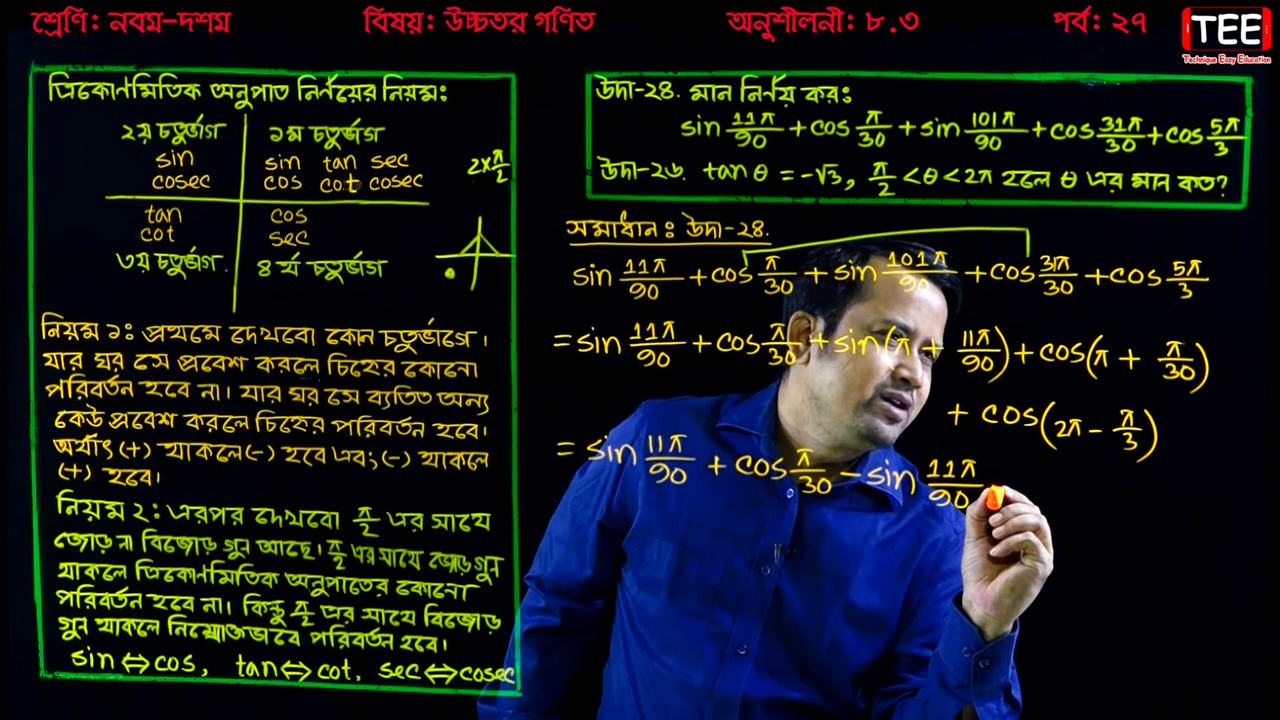 শ্রেণি: নবম-দশম
বিষয়: উচ্চতর গণিত
অনুশীলনী: ৮.৩
পর্ব: ২৭
TEE
Technique Easy Education
ত্রিকোণমিতিক অনুপাত নির্ণয়ের নিয়ম:
২য় চতুর্ভাগ
sin
cosec
১ম চতুর্ভাগ
sin tan sec
cos cot cosec
tan
cot
৩য় চতুর্ভাগ.
cos
sec
৪র্থ চতুর্ভাগ
2×π/2
নিয়ম ১: প্রথমে দেখবো কোন চতুর্ভাগে।
যার ঘর সে প্রবেশ করলে চিহ্নের কোনো
পরিবর্তন হবে না। যার ঘর সে ব্যতিত অন্য
কেউ প্রবেশ করলে চিহ্নের পরিবর্তন হবে।
অর্থাৎ (+) থাকলে (-) হবে এবং (-) থাকলে
(+) হবে।
নিয়ম ২: এরপর দেখবো π/2 এর সাথে
জোড় না বিজোড় গুন আছে। π/2 এর সাথে জোড় গুন
থাকলে ত্রিকোণমিতিক অনুপাতের কোনো
পরিবর্তন হবে না। কিন্তু π/2 এর সাথে বিজোড়
গুন থাকলে নিম্নোক্তভাবে পরিবর্তন হবে।
sin⇔cos, tan⇔cot, sec⇔cosec
উদা-২৪. মান নির্ণয় কর:
sin 11π/90 + cos π/30 + sin 101π/90 + cos 31π/30 + cos 5π/3
উদা-২৬. tan θ = -√3, π/2 < θ < 2π হলে θ এর মান কত?
সমাধান: উদা-২৪.
sin 11π/90 + cos π/30 + sin 101π/90 + cos 31π/30 + cos 5π/3
= sin 11π/90 + cos π/30 + sin(π + 11π/90) + cos(π + π/30)
+ cos(2π - π/3)
= sin 11π/90 + cos π/30 - sin 11π/90